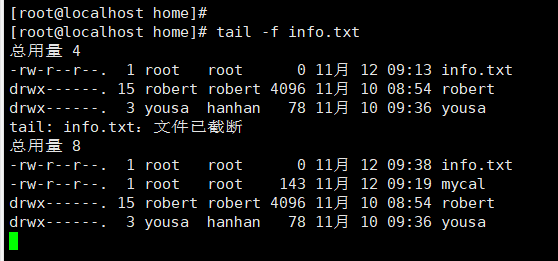 [root@localhost home]#
[root@localhost home]# tail -f info.txt
总用量 4
-rw-r--r--. 1 root root 0 11月 12 09:13 info.txt
drwx------. 15 robert robert 4096 11月 10 08:54 robert
drwx------. 3 yousa hanhan 78 11月 10 09:36 yousa
tail: info.txt：文件已截断
总用量 8
-rw-r--r--. 1 root root 0 11月 12 09:38 info.txt
-rw-r--r--. 1 root root 143 11月 12 09:19 mycal
drwx------. 15 robert robert 4096 11月 10 08:54 robert
drwx------. 3 yousa hanhan 78 11月 10 09:36 yousa